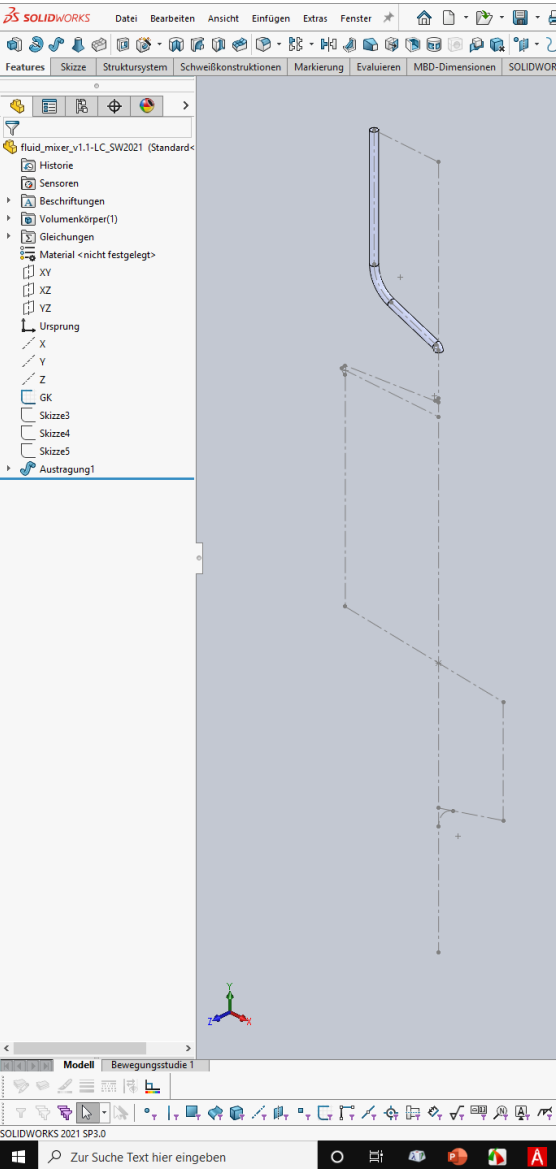 SOLIDWORKS Datei Bearbeiten Ansicht Einfügen Extras Fenster
Features Skizze Struktursystem Schweißkonstruktionen Markierung Evaluieren MBD-Dimensionen SOLIDWOR
fluid_mixer_v1.1-LC_SW2021 (Standard<
Historie
Sensoren
Beschriftungen
Volumenkörper(1)
Gleichungen
Material <nicht festgelegt>
XY
XZ
YZ
Ursprung
X
Y
Z
GK
Skizze3
Skizze4
Skizze5
Austragung1
Y
Z X
Modell Bewegungsstudie 1
SOLIDWORKS 2021 SP3.0
Zur Suche Text hier eingeben